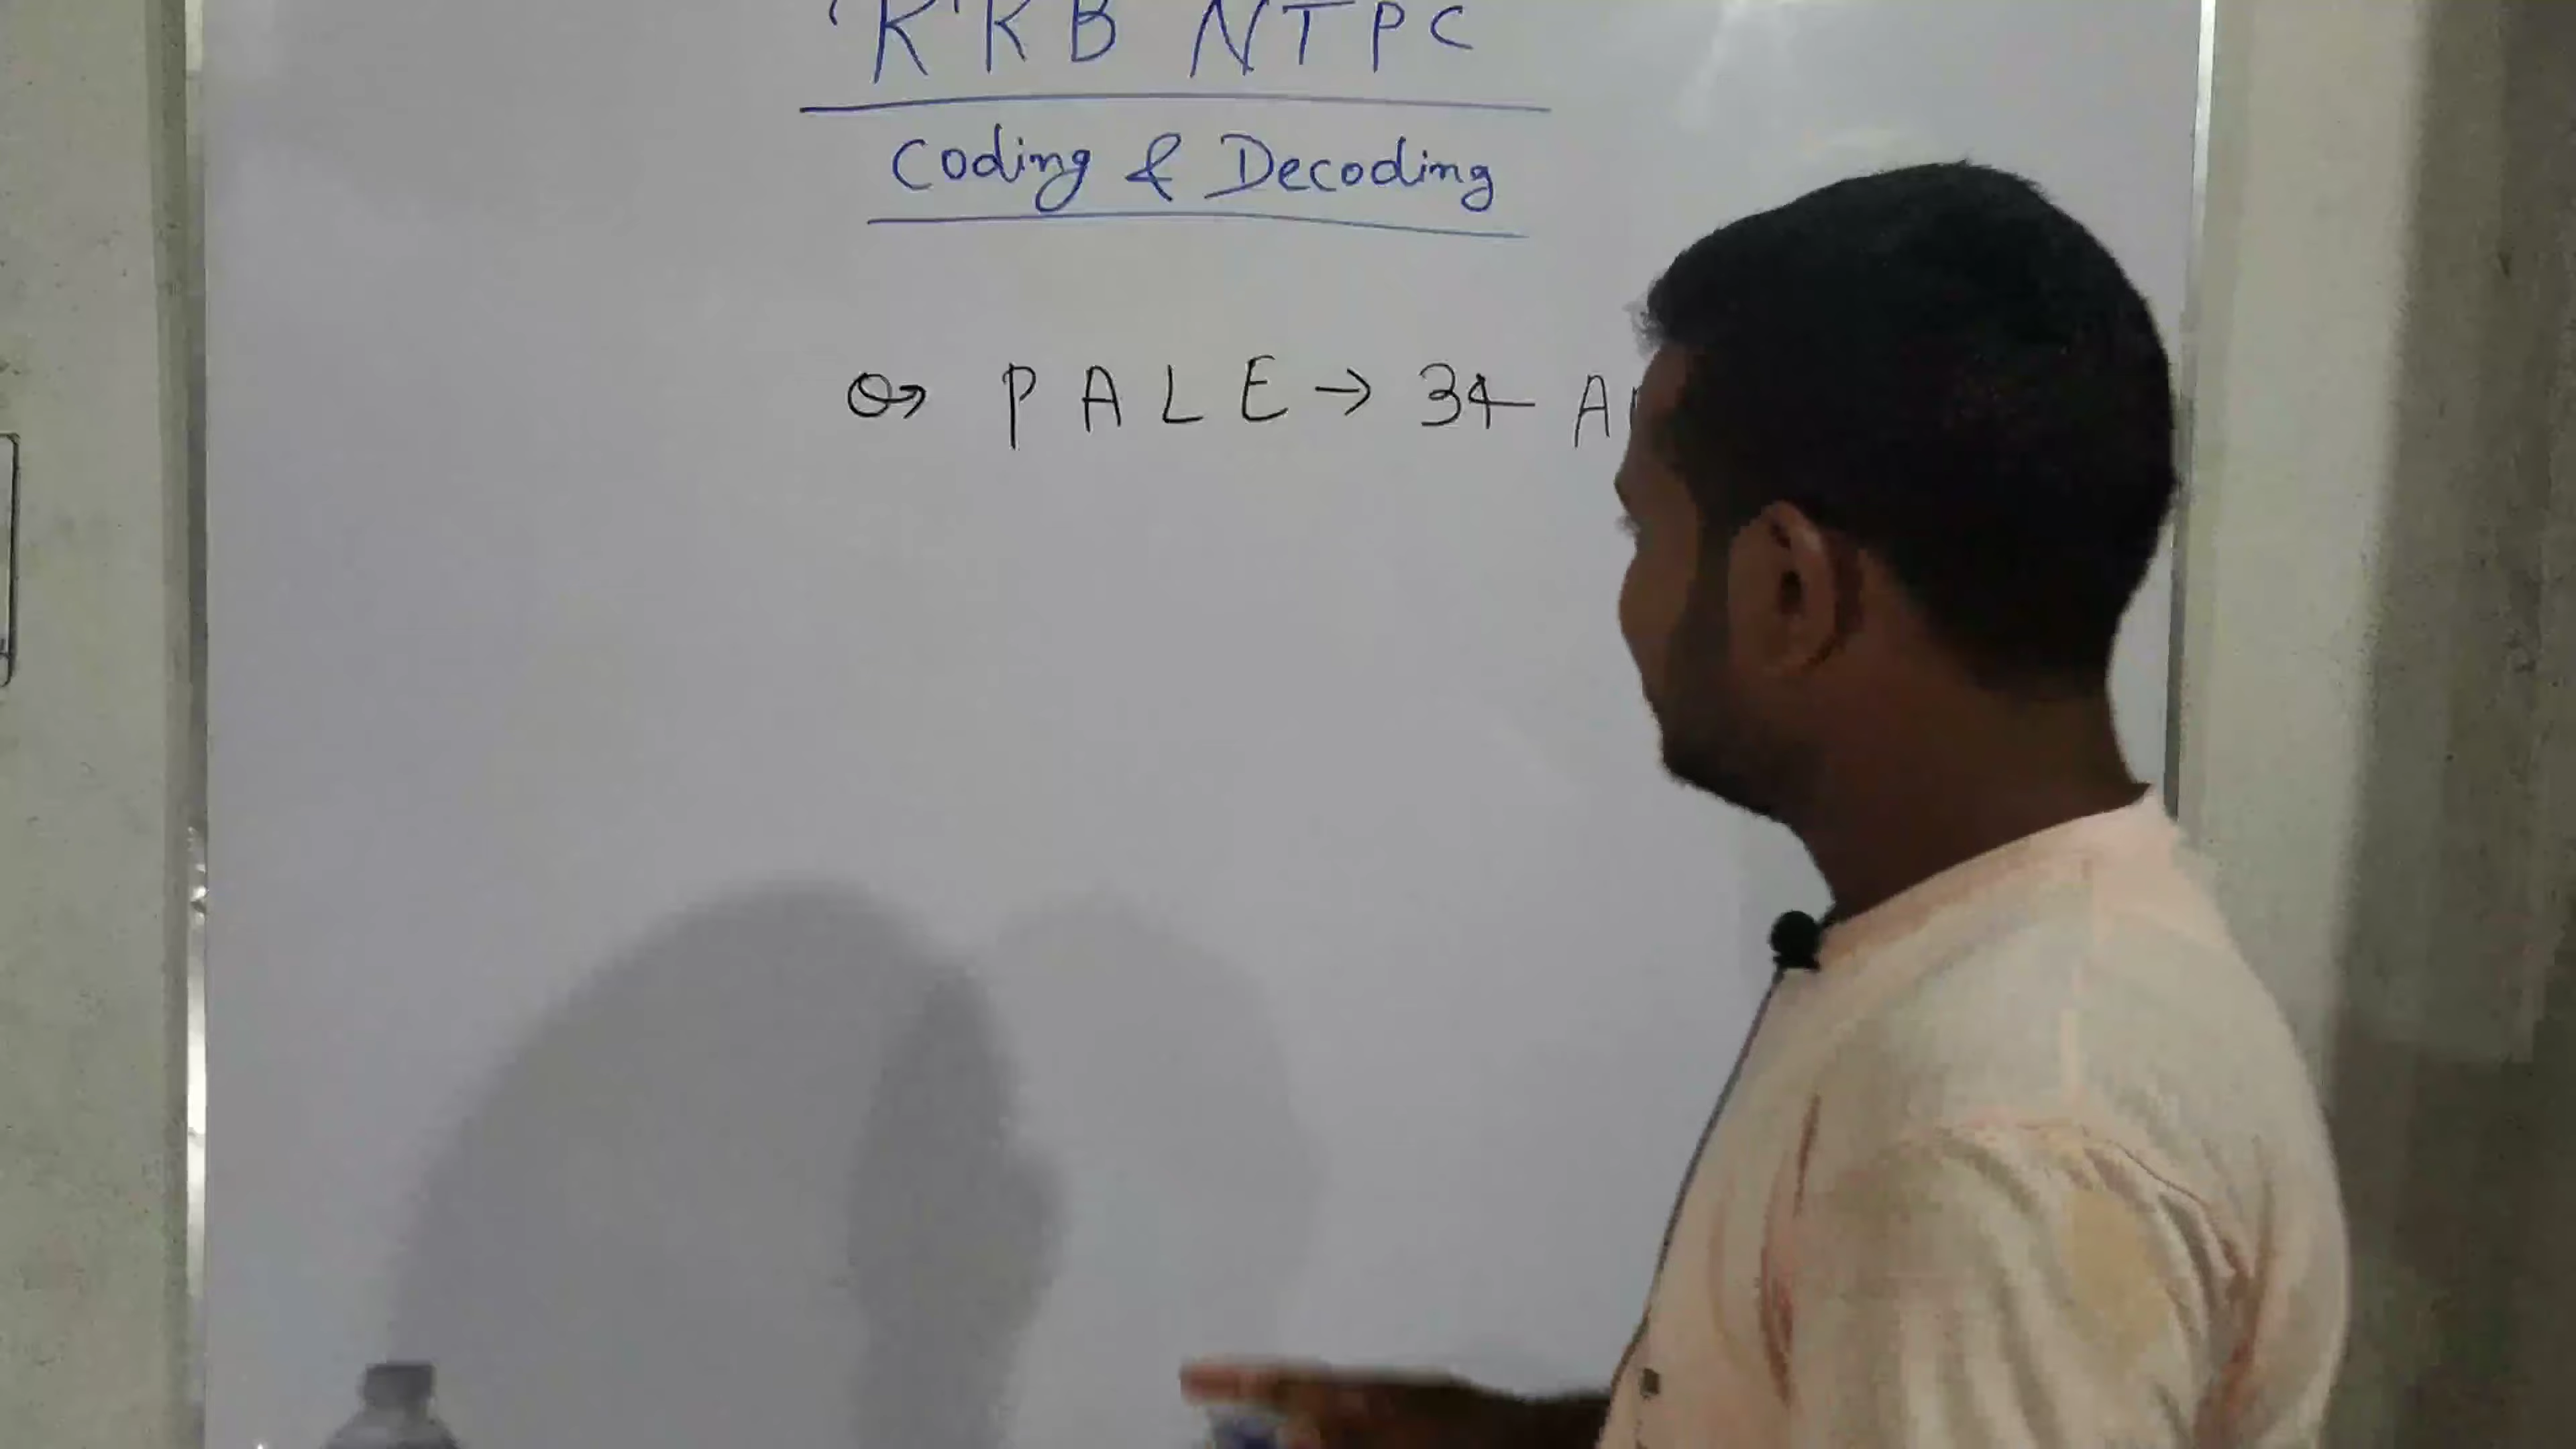 RRB NTPC
Coding & Decoding
Q→ PALE → 34